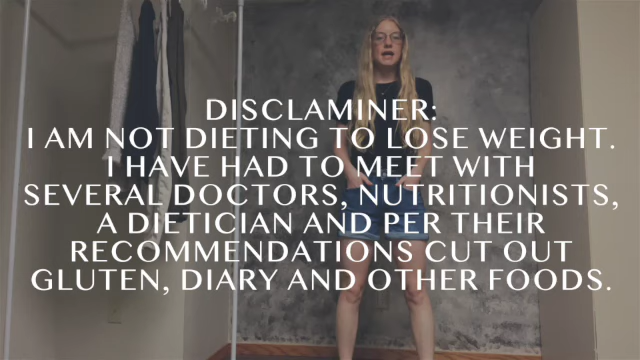 DISCLAMINER:
I AM NOT DIETING TO LOSE WEIGHT.
I HAVE HAD TO MEET WITH
SEVERAL DOCTORS, NUTRITIONISTS,
A DIETICIAN AND PER THEIR
RECOMMENDATIONS CUT OUT
GLUTEN, DIARY AND OTHER FOODS.